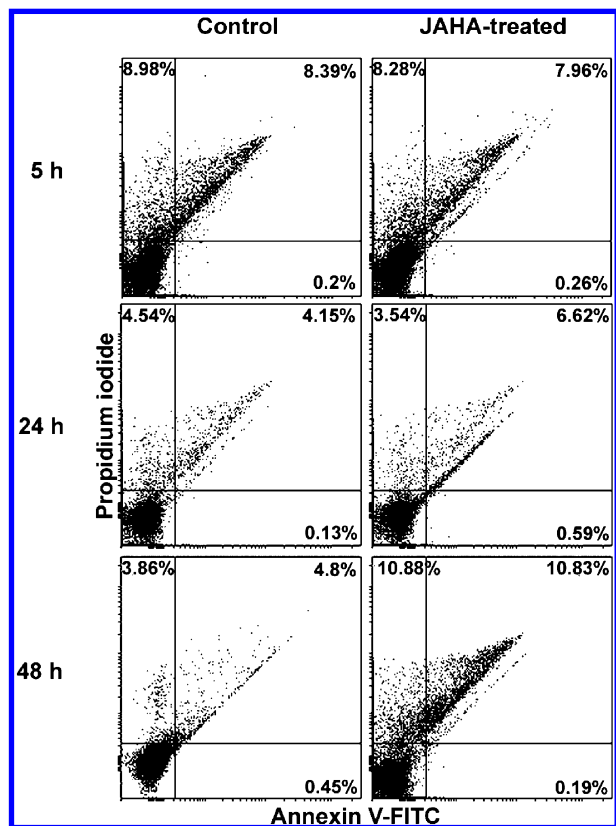 Control JAHA-treated
8.98% 8.39% 8.28% 7.96%
5 h
0.2% 0.26%
4.54% 4.15% 3.54% 6.62%
24 h
Propidium iodide
0.13% 0.59%
3.86% 4.8% 10.88% 10.83%
48 h
0.45% 0.19%
Annexin V-FITC